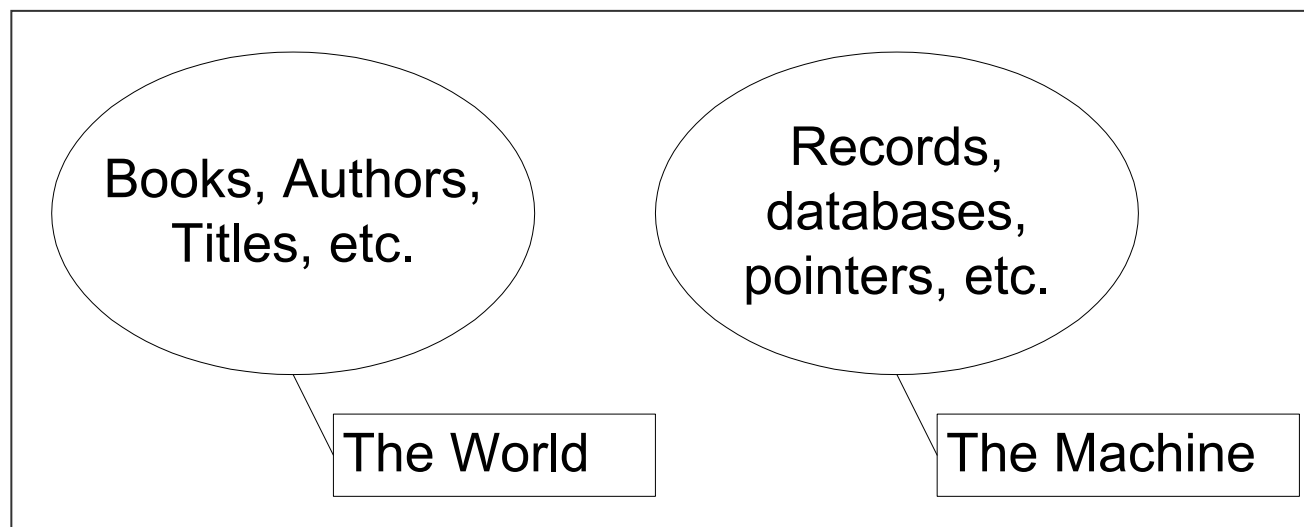 Books, Authors,
Titles, etc.
Records,
databases,
pointers, etc.
The World
The Machine